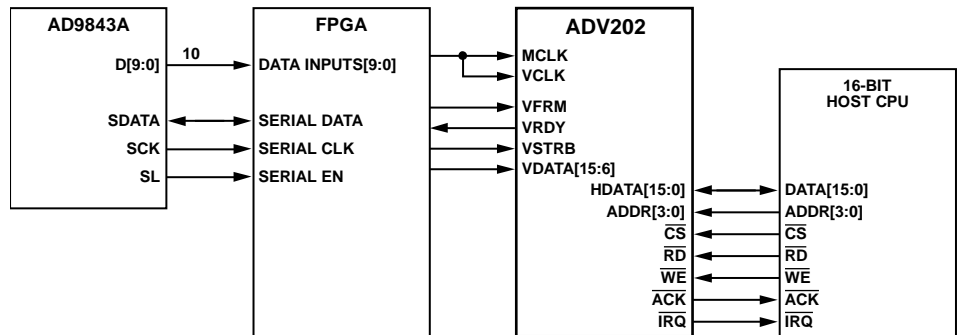 AD9843A
D[9:0]
10
SDATA
SCK
SL
FPGA
DATA INPUTS[9:0]
SERIAL DATA
SERIAL CLK
SERIAL EN
ADV202
MCLK
VCLK
VFRM
VRDY
VSTRB
VDATA[15:6]
HDATA[15:0]
ADDR[3:0]
CS
RD
WE
ACK
IRQ
16-BIT
HOST CPU
DATA[15:0]
ADDR[3:0]
CS
RD
WE
ACK
IRQ